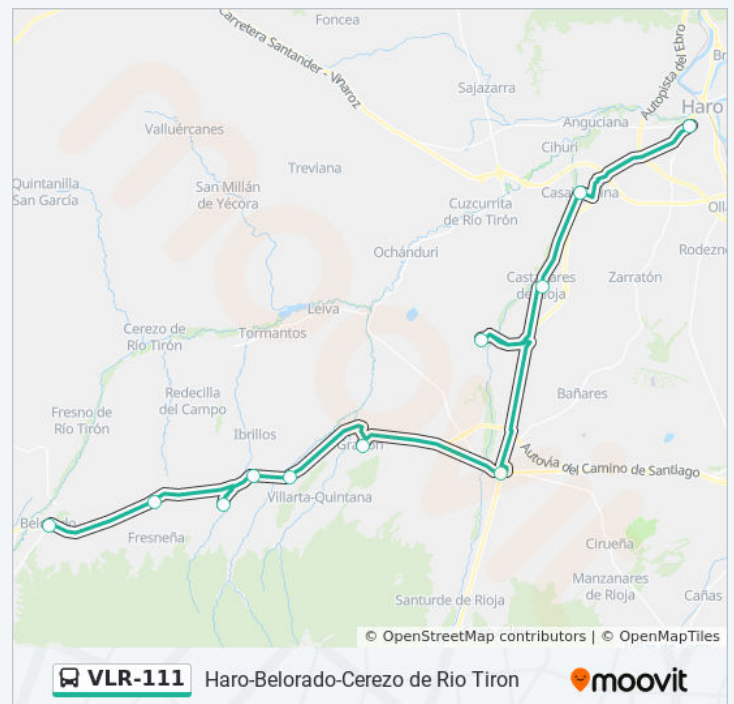 Foncea
Carretera Santander - Vinaroz
Autopista del Ebro
Sajazarra
Haro
Anguciana
Valluércanes
Cihuri
Treviana
Quintanilla
San García
San Millán
de Yécora
Cuzcurrita
de Río Tirón
Ochánduri
Zarratón
Leiva
Cerezo de
Río Tirón
Tormantos
Redecilla
del Campo
Bañares
Fresno de
Río Tirón
Ibrillos
Autovía del Camino de Santiago
Villarta-Quintana
Fresneña
Cirueña
Manzanares
de Rioja
Cañas
Santurde de Rioja
© OpenStreetMap contributors | © OpenMapTiles
VLR-111
Haro-Belorado-Cerezo de Rio Tiron
moovit